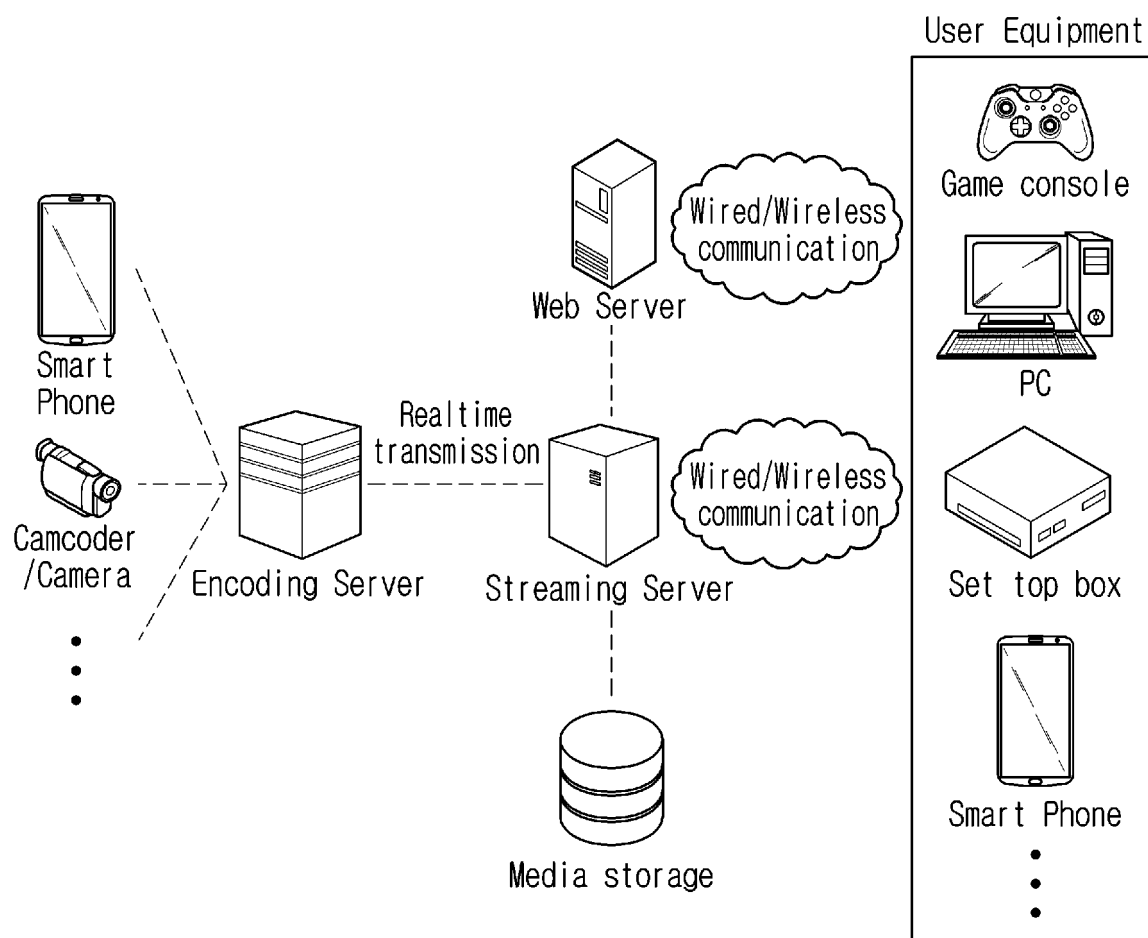 User Equipment
Game console
Wired/Wireless
communication
Web Server
Smart
Phone
PC
Realtime
transmission
Wired/Wireless
communication
Camcoder
/Camera
Encoding Server
Streaming Server
Set top box
Smart Phone
Media storage